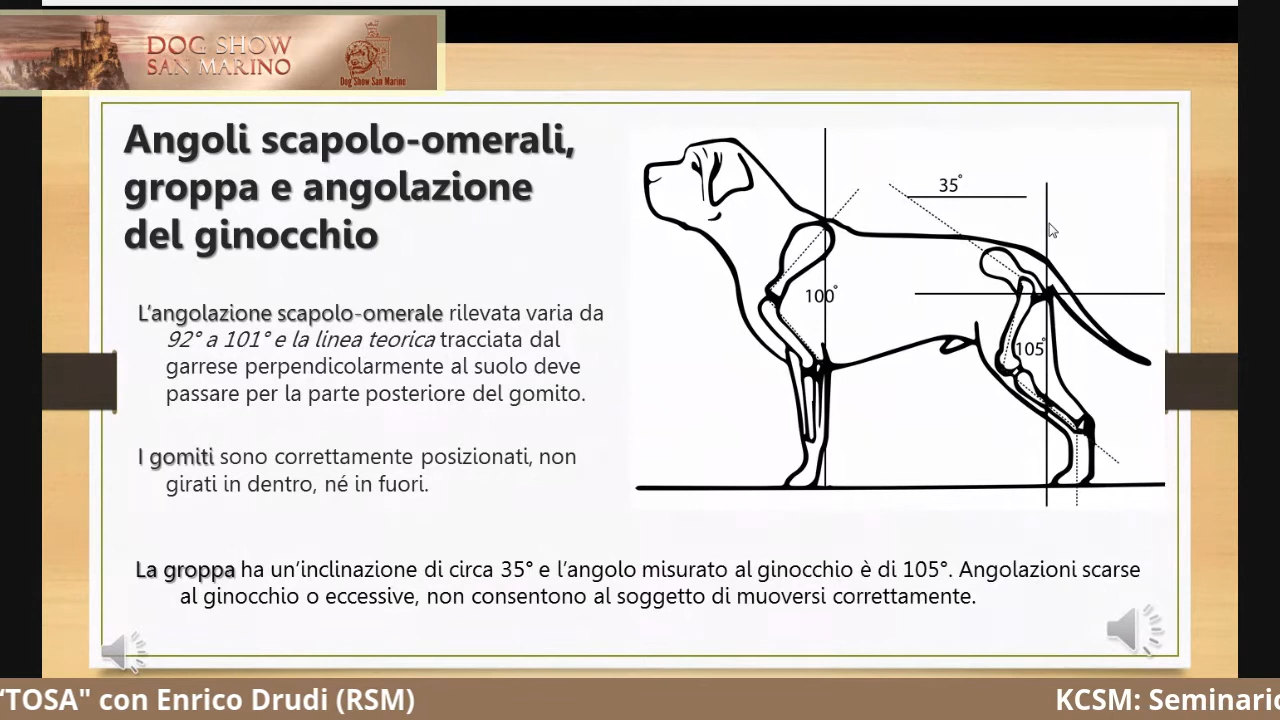 DOG SHOW
SAN MARINO
Dog Show San Marino
Angoli scapolo-omerali,
groppa e angolazione
del ginocchio
L'angolazione scapolo-omerale rilevata varia da
92° a 101° e la linea teorica tracciata dal
garrese perpendicolarmente al suolo deve
passare per la parte posteriore del gomito.
I gomiti sono correttamente posizionati, non
girati in dentro, né in fuori.
35°
100°
105°
La groppa ha un'inclinazione di circa 35° e l'angolo misurato al ginocchio è di 105°. Angolazioni scarse
al ginocchio o eccessive, non consentono al soggetto di muoversi correttamente.
"TOSA" con Enrico Drudi (RSM)
KCSM: Seminario